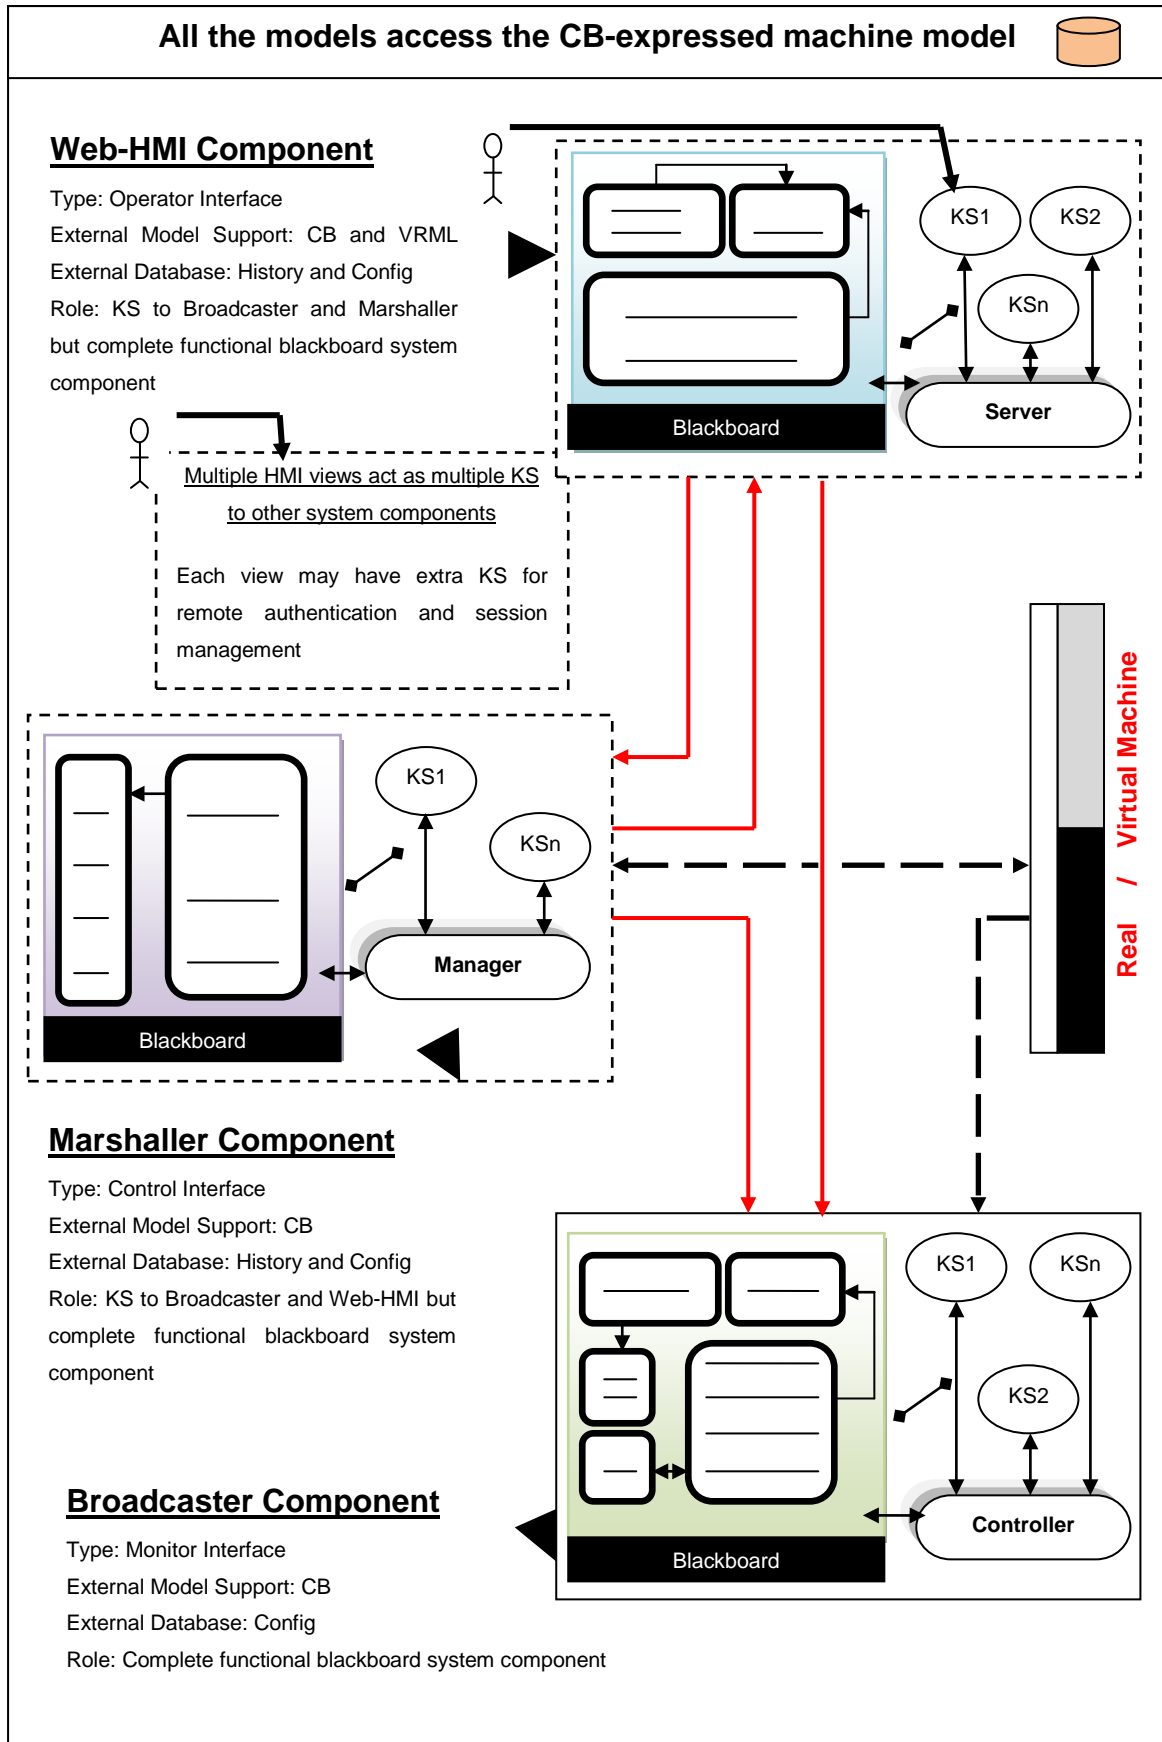 All the models access the CB-expressed machine model
Web-HMI Component
Type: Operator Interface
External Model Support: CB and VRML
External Database: History and Config
Role: KS to Broadcaster and Marshaller
but complete functional blackboard system
component
KS1
KS2
KSn
Server
Blackboard
Multiple HMI views act as multiple KS
to other system components
Each view may have extra KS for
remote authentication and session
management
Real / Virtual Machine
KS1
KSn
Manager
Blackboard
Marshaller Component
Type: Control Interface
External Model Support: CB
External Database: History and Config
Role: KS to Broadcaster and Web-HMI but
complete functional blackboard system
component
KS1
KSn
KS2
Controller
Blackboard
Broadcaster Component
Type: Monitor Interface
External Model Support: CB
External Database: Config
Role: Complete functional blackboard system component